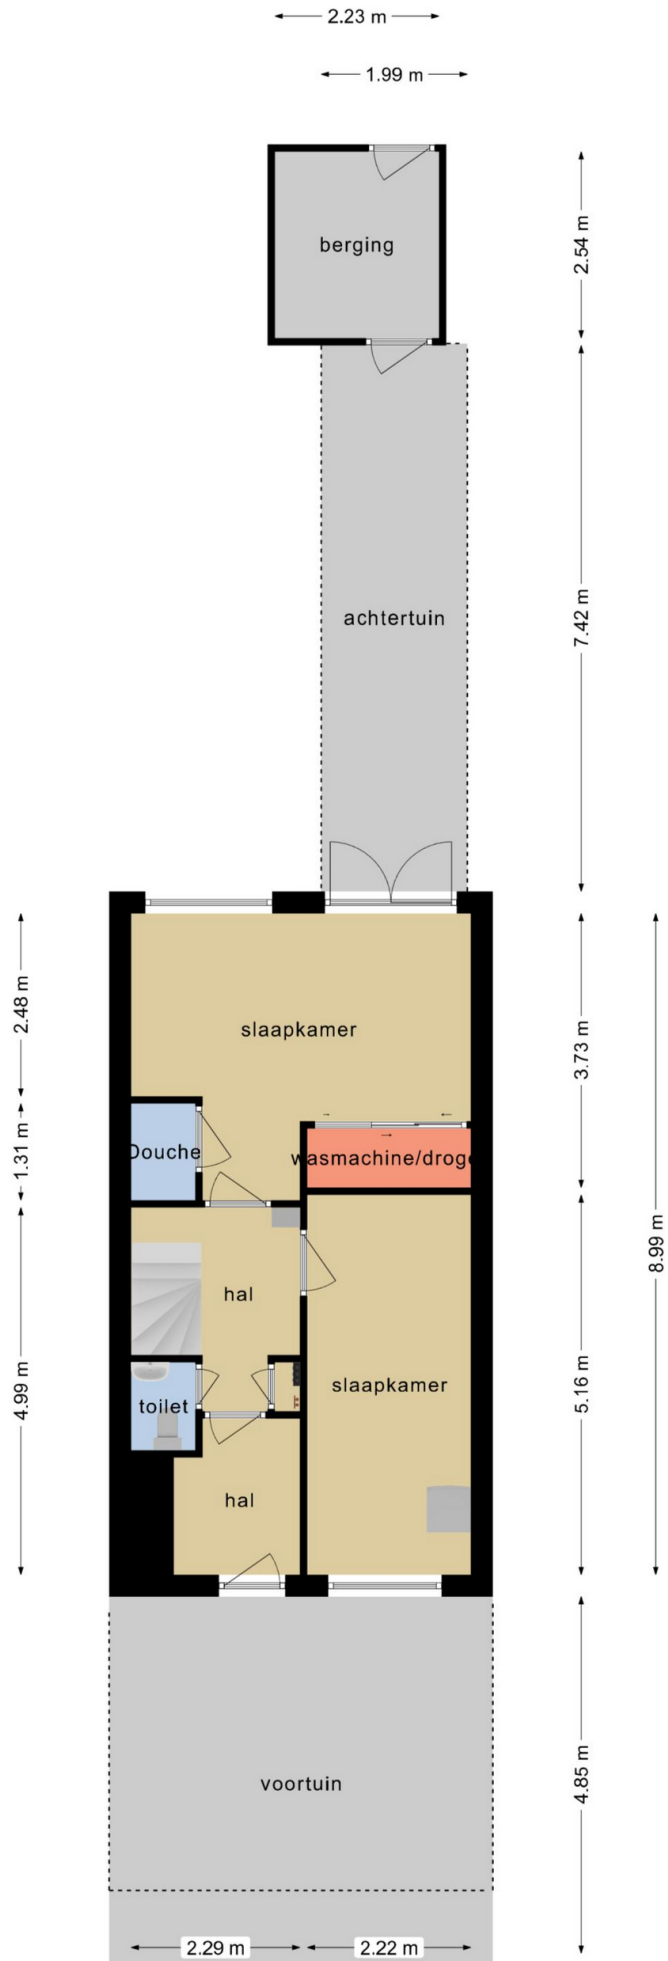 2.23 m
1.99 m
berging
2.54 m
achtertuin
7.42 m
slaapkamer
2.48 m
3.73 m
Douche
1.31 m
wasmachine/droge
8.99 m
hal
slaapkamer
toilet
4.99 m
5.16 m
hal
voortuin
4.85 m
2.29 m
2.22 m